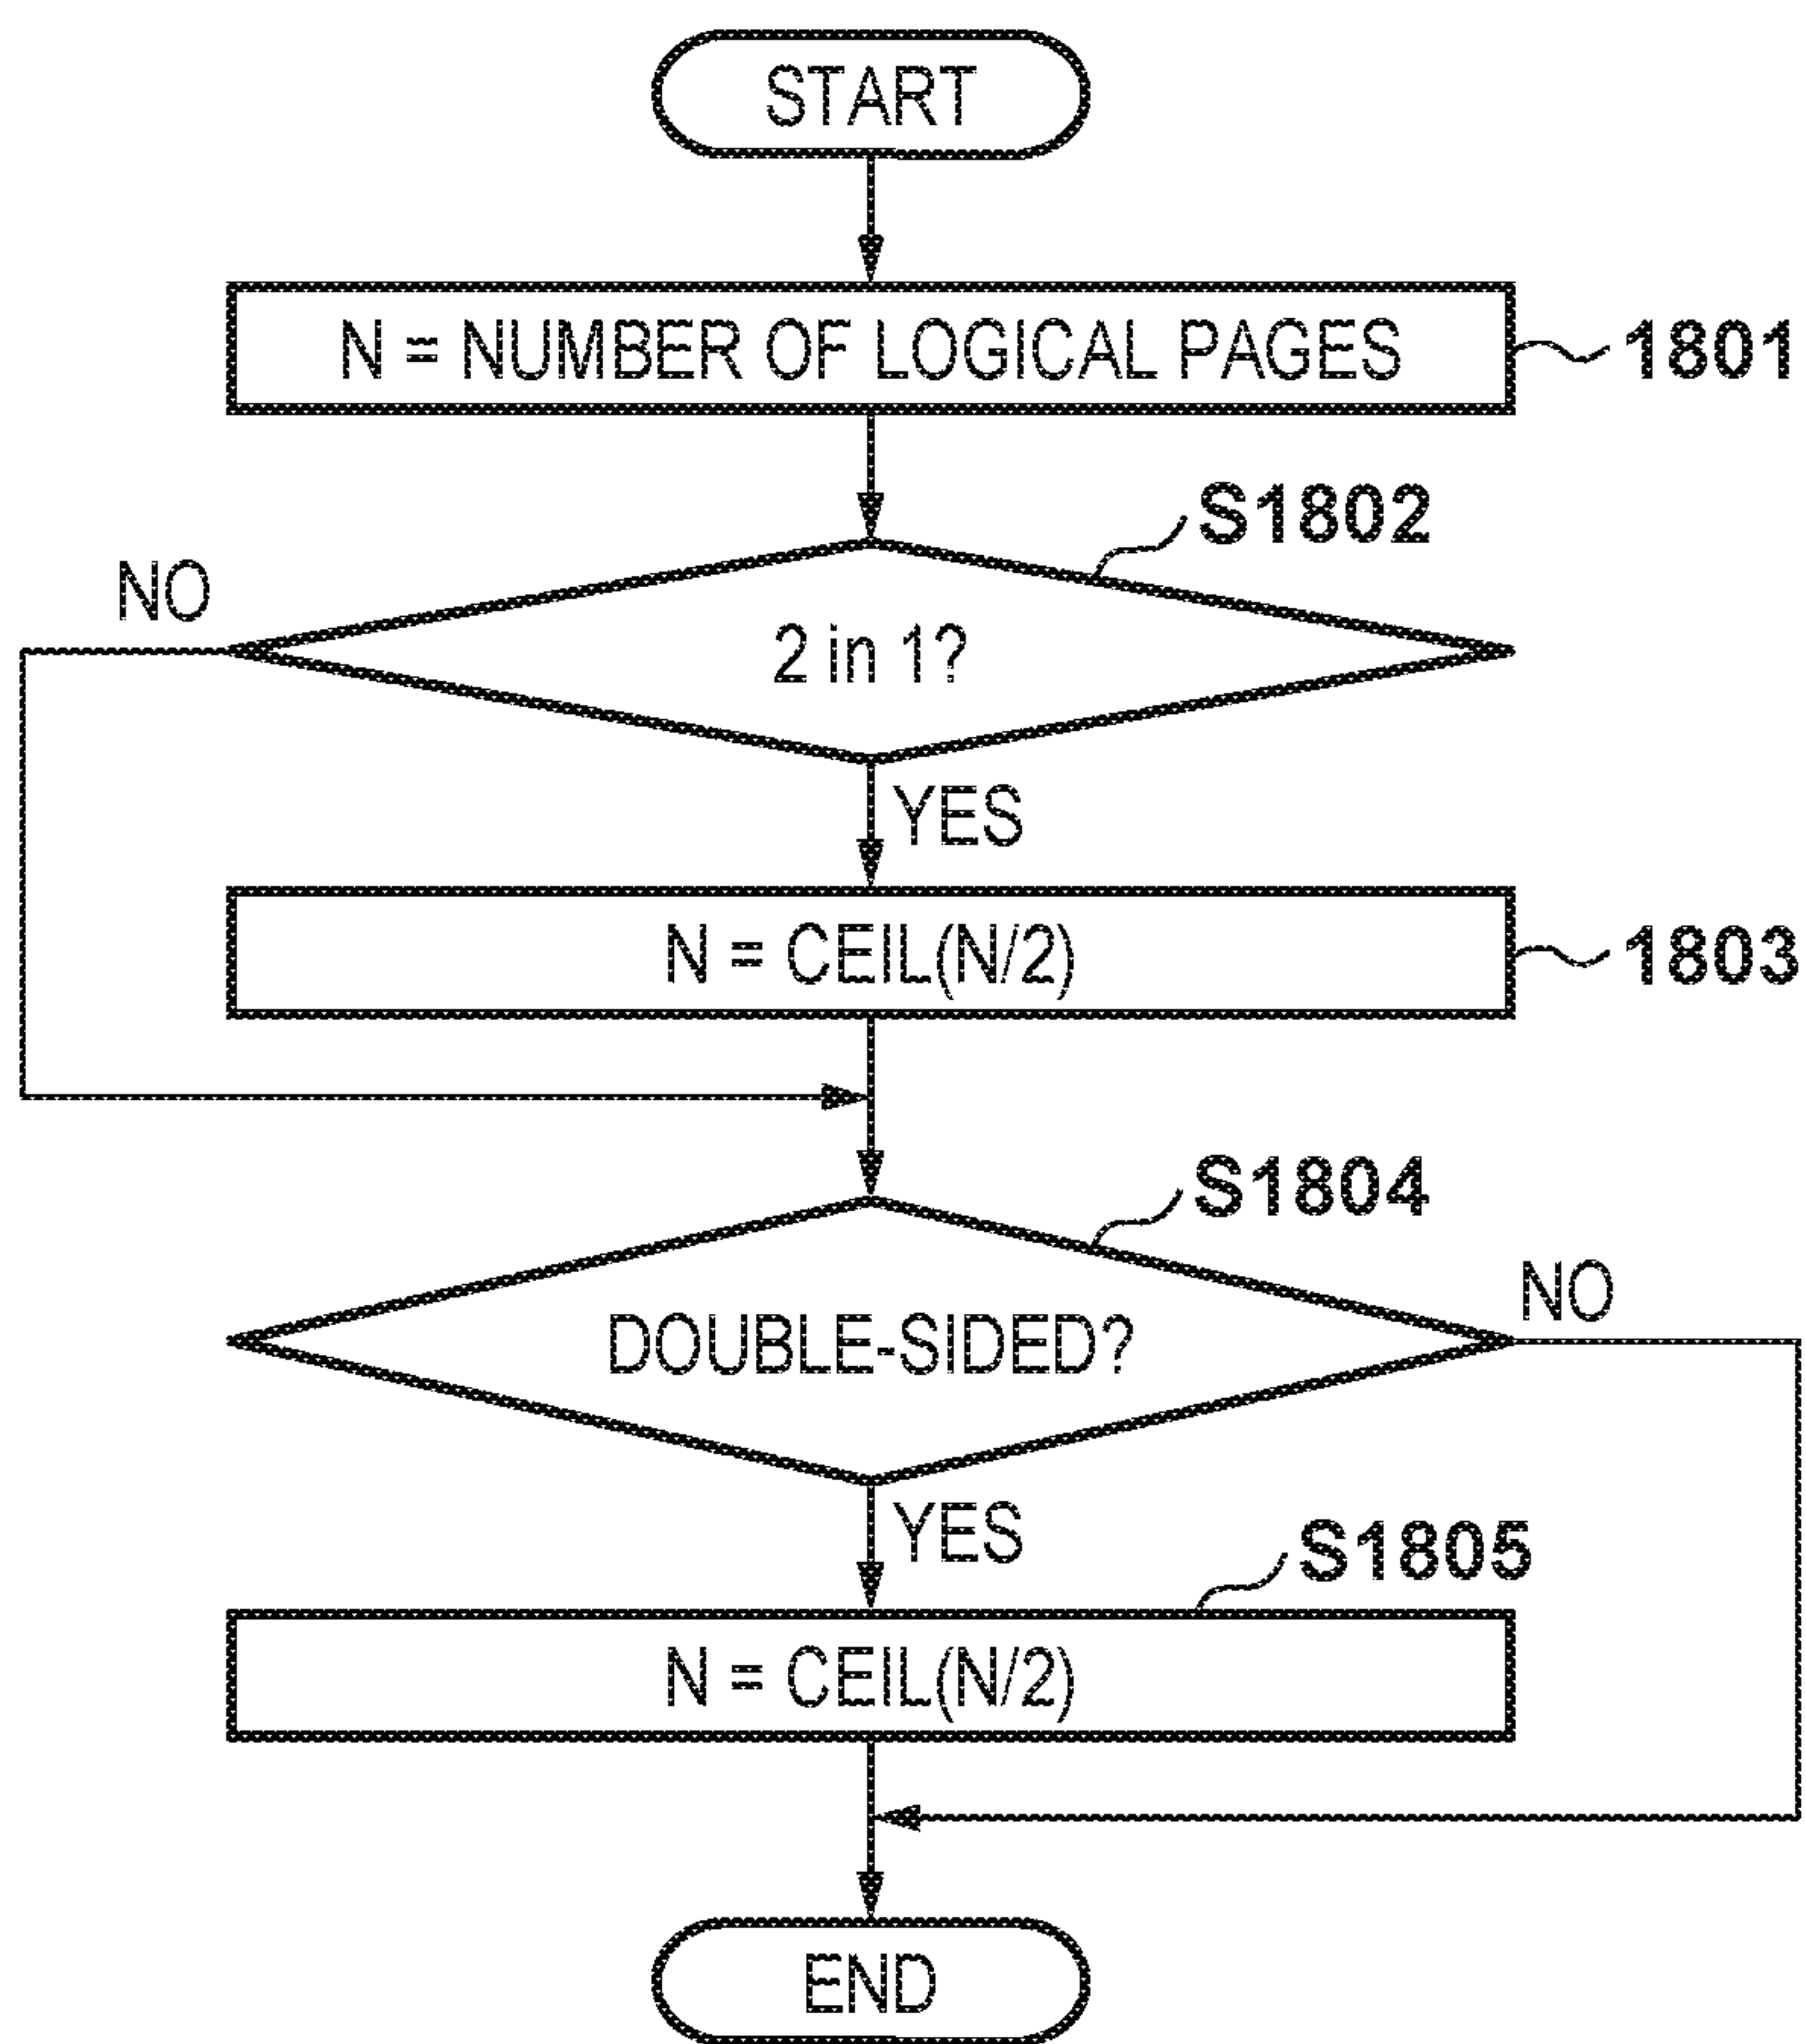 START
N = NUMBER OF LOGICAL PAGES
1801
S1802
NO
2 in 1?
YES
N = CEIL(N/2)
1803
S1804
NO
DOUBLE-SIDED?
YES
S1805
N = CEIL(N/2)
END